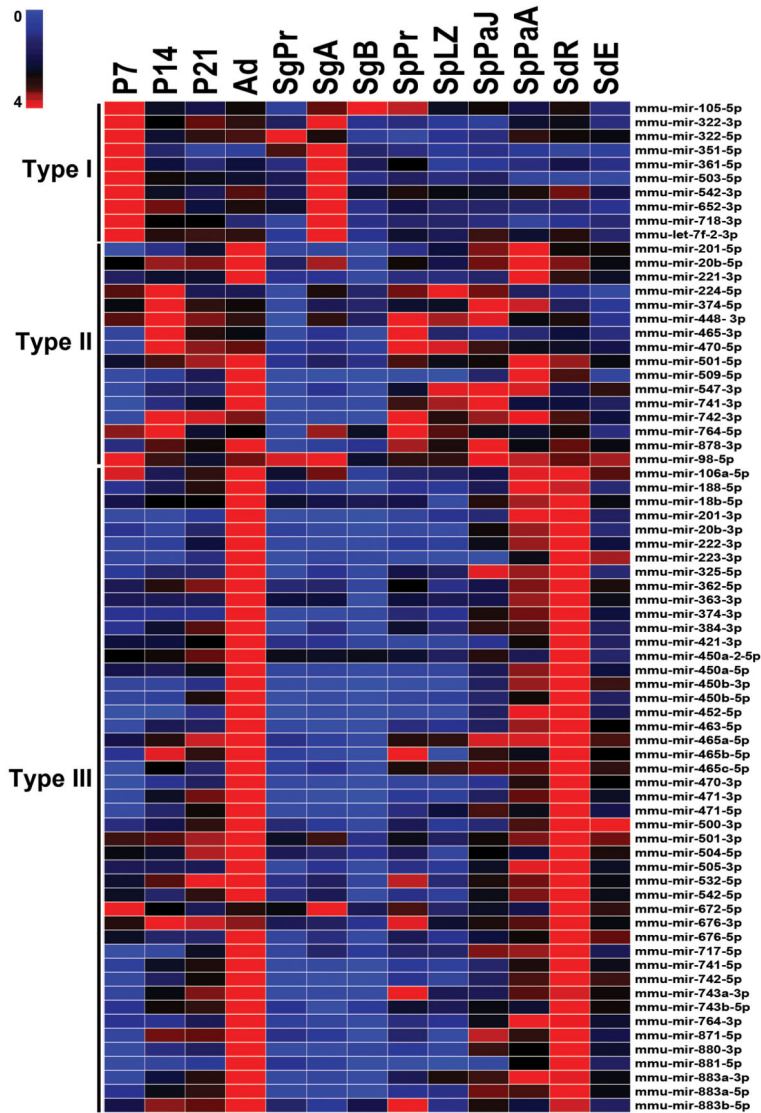 0
4
P7 P14 P21 Ad SgPr SgA SgB SpPr SpLZ SpPaJ SpPaA SdR SdE
Type I
mmu-mir-105-5p
mmu-mir-322-3p
mmu-mir-322-5p
mmu-mir-351-5p
mmu-mir-361-5p
mmu-mir-503-5p
mmu-mir-542-3p
mmu-mir-652-3p
mmu-mir-718-3p
mmu-let-7f-2-3p
Type II
mmu-mir-201-5p
mmu-mir-20b-5p
mmu-mir-221-3p
mmu-mir-224-5p
mmu-mir-374-5p
mmu-mir-448- 3p
mmu-mir-465-3p
mmu-mir-470-5p
mmu-mir-501-5p
mmu-mir-509-5p
mmu-mir-547-3p
mmu-mir-741-3p
mmu-mir-742-3p
mmu-mir-764-5p
mmu-mir-878-3p
mmu-mir-98-5p
Type III
mmu-mir-106a-5p
mmu-mir-188-5p
mmu-mir-18b-5p
mmu-mir-201-3p
mmu-mir-20b-3p
mmu-mir-222-3p
mmu-mir-223-3p
mmu-mir-325-5p
mmu-mir-362-5p
mmu-mir-363-3p
mmu-mir-374-3p
mmu-mir-384-3p
mmu-mir-421-3p
mmu-mir-450a-2-5p
mmu-mir-450a-5p
mmu-mir-450b-3p
mmu-mir-450b-5p
mmu-mir-452-5p
mmu-mir-463-5p
mmu-mir-465a-5p
mmu-mir-465b-5p
mmu-mir-465c-5p
mmu-mir-470-3p
mmu-mir-471-3p
mmu-mir-471-5p
mmu-mir-500-3p
mmu-mir-501-3p
mmu-mir-504-5p
mmu-mir-505-3p
mmu-mir-532-5p
mmu-mir-542-5p
mmu-mir-672-5p
mmu-mir-676-3p
mmu-mir-676-5p
mmu-mir-717-5p
mmu-mir-741-5p
mmu-mir-742-5p
mmu-mir-743a-3p
mmu-mir-743b-5p
mmu-mir-764-3p
mmu-mir-871-5p
mmu-mir-880-3p
mmu-mir-881-5p
mmu-mir-883a-3p
mmu-mir-883a-5p
mmu-mir-883b-5p